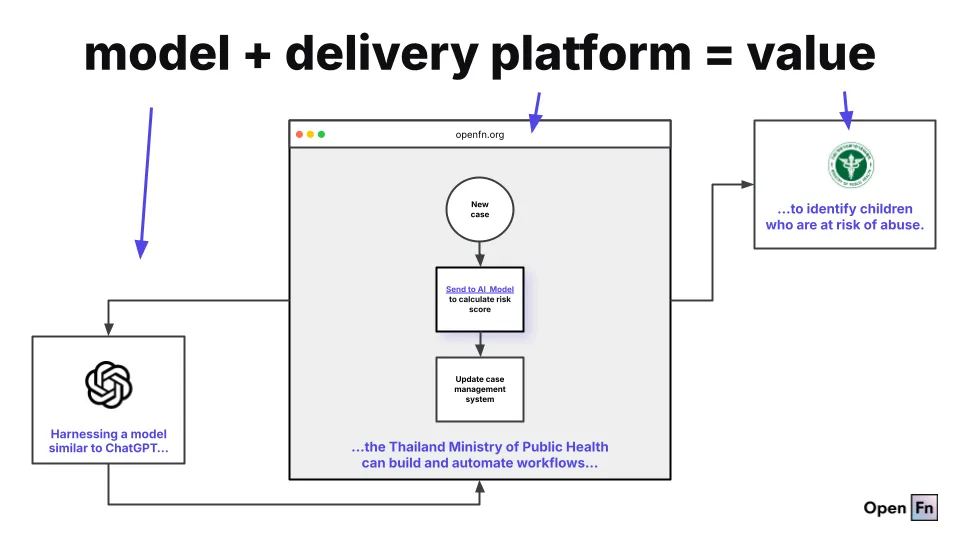 model + delivery platform = value
openfn.org
New
case
Send to AI Model
to calculate risk
score
Update case
management
system
...the Thailand Ministry of Public Health
can build and automate workflows...
Harnessing a model
similar to ChatGPT...
...to identify children
who are at risk of abuse.
Open Fn